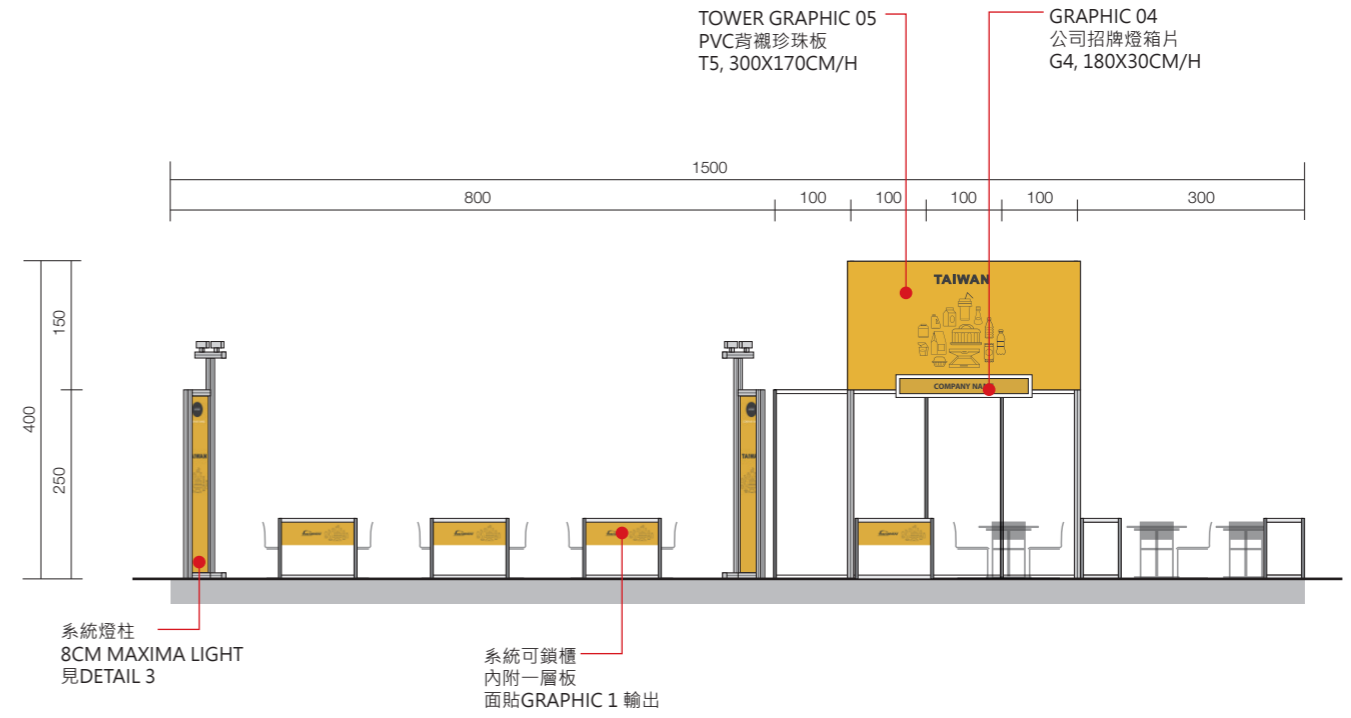 TOWER GRAPHIC 05
PVC背襯珍珠板
T5, 300X170CM/H
GRAPHIC 04
公司招牌燈箱片
G4, 180X30CM/H
1500
800
100
100
100
100
300
400
150
250
TAIWAN
COMPANY NA
TAIWAN
TAIWA
系統燈柱
8CM MAXIMA LIGHT
見DETAIL 3
系統可鎖櫃
內附一層板
面貼GRAPHIC 1 輸出